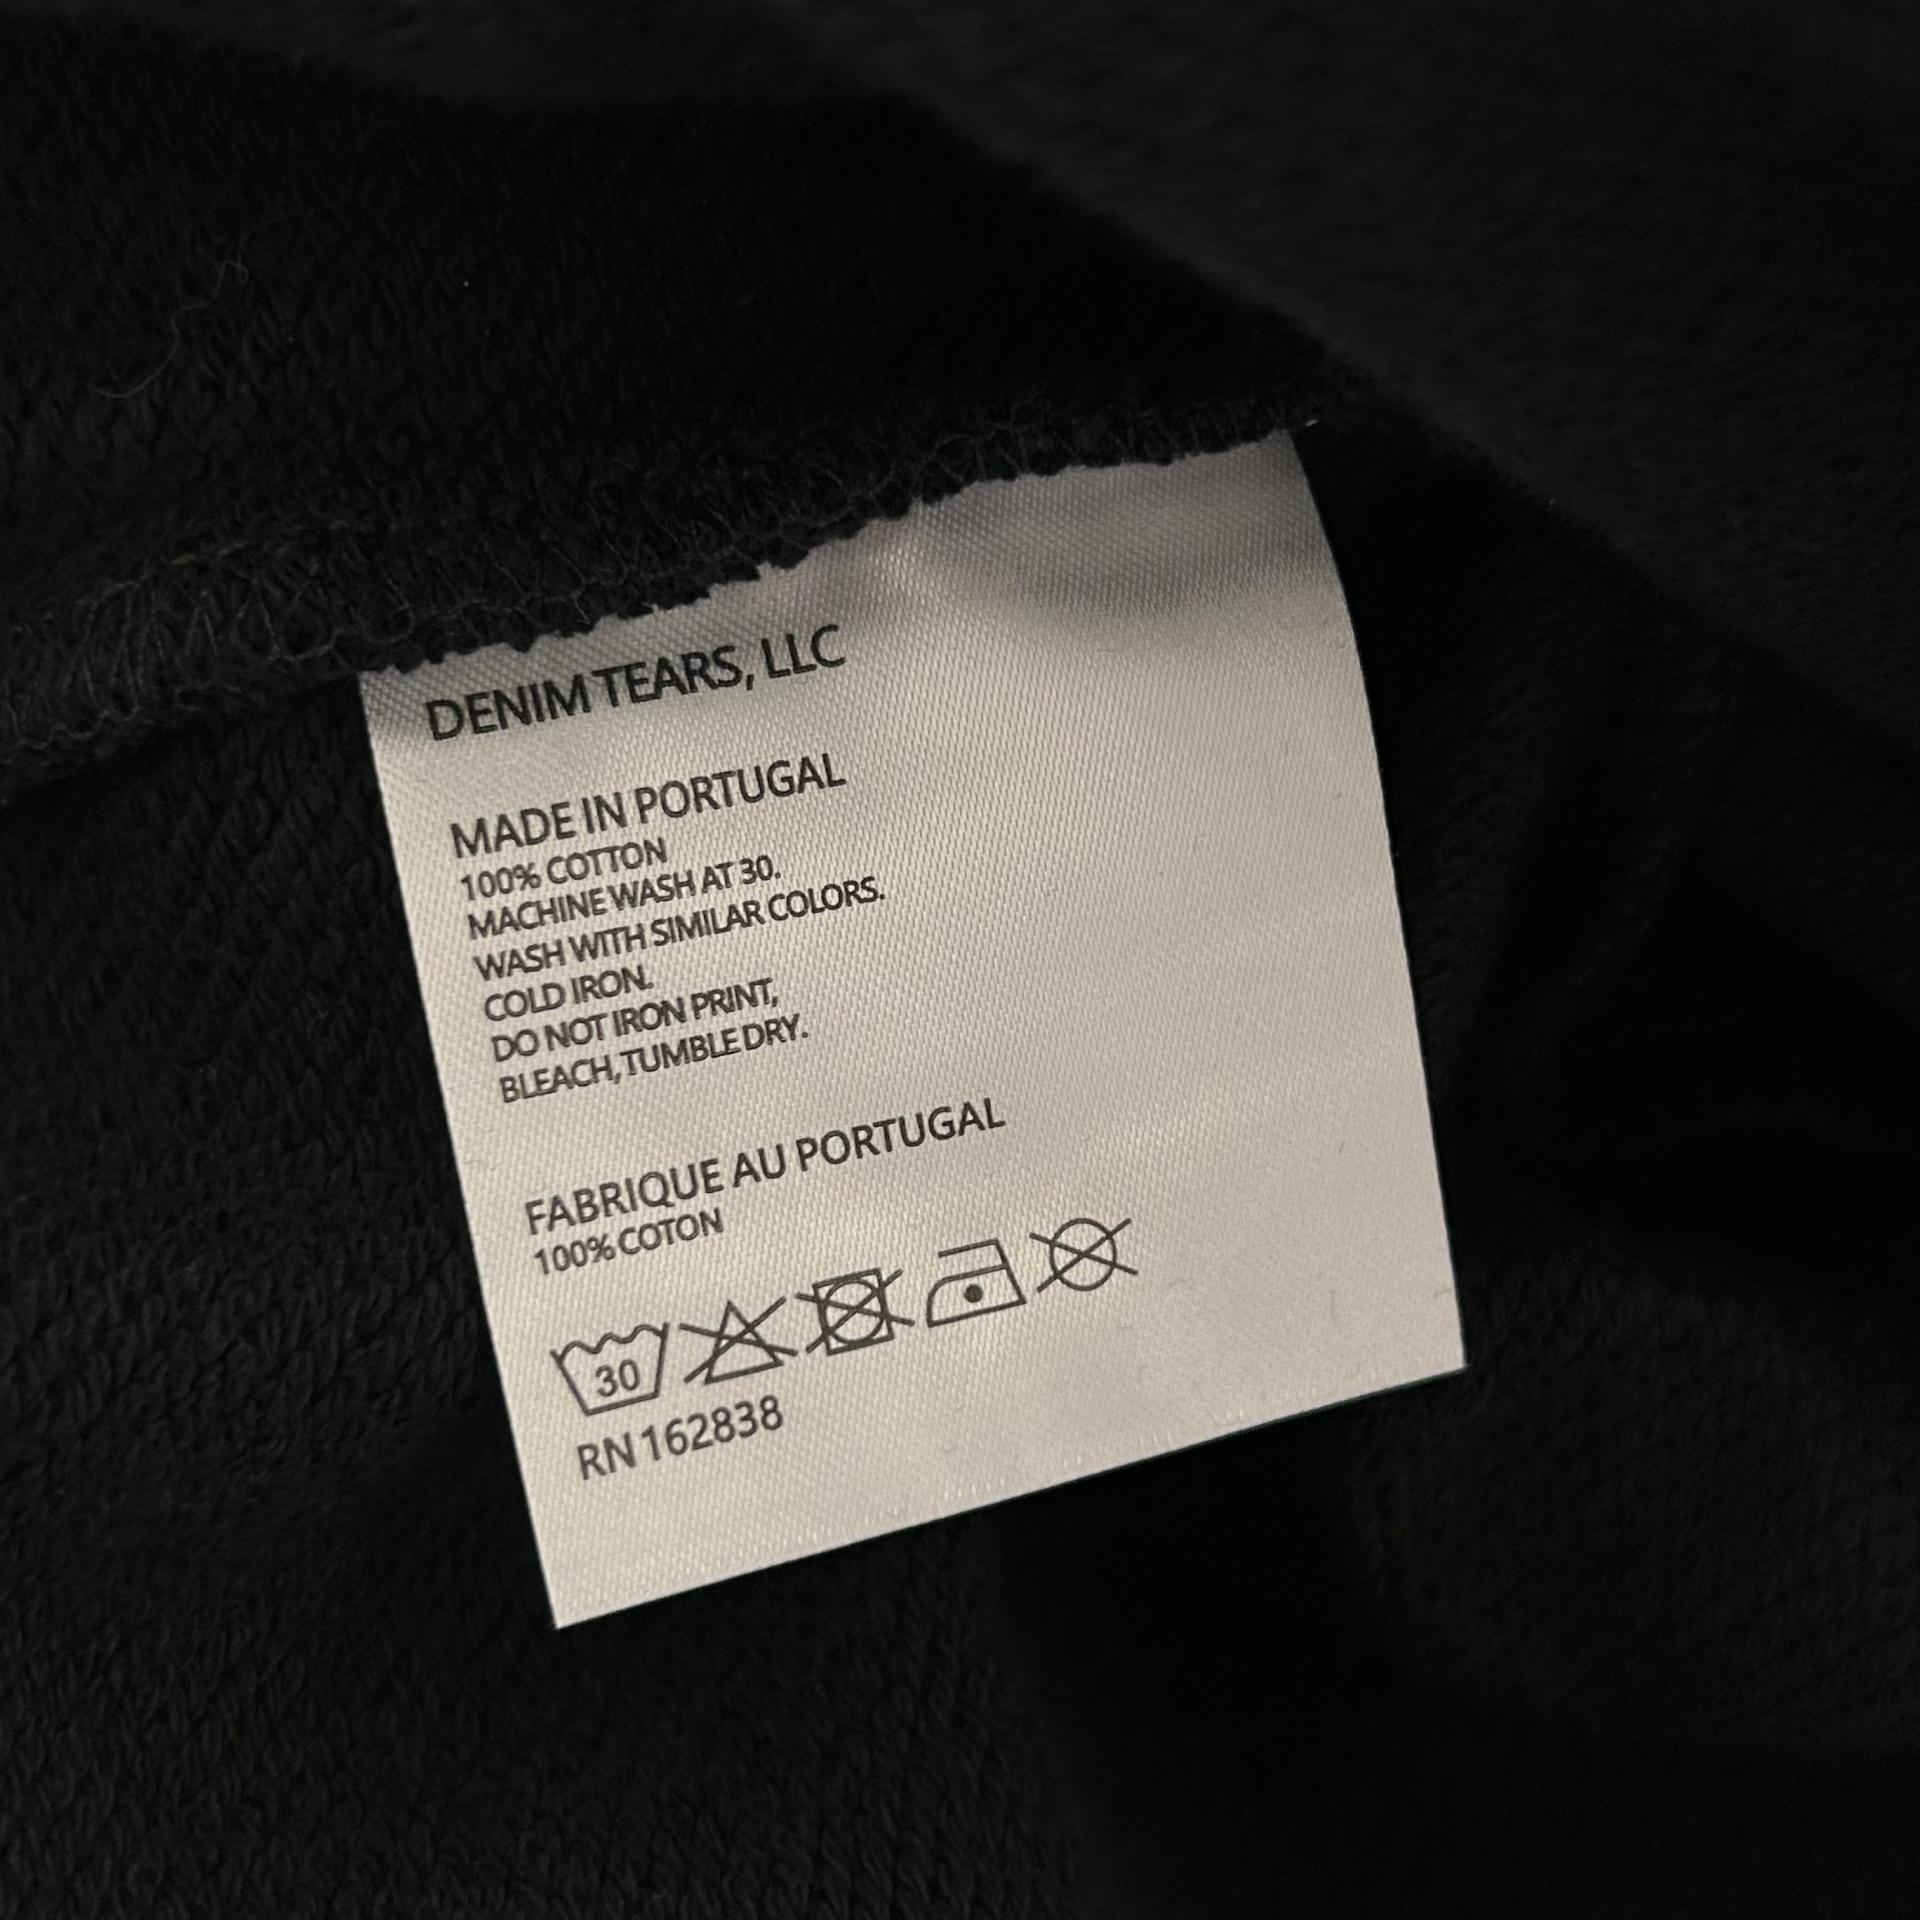 DENIM TEARS, LLC
MADE IN PORTUGAL
100% COTTON
MACHINE WASH AT 30.
WASH WITH SIMILAR COLORS.
COLD IRON.
DO NOT IRON PRINT,
BLEACH, TUMBLE DRY.
FABRIQUE AU PORTUGAL
100% COTON
30
RN 162838